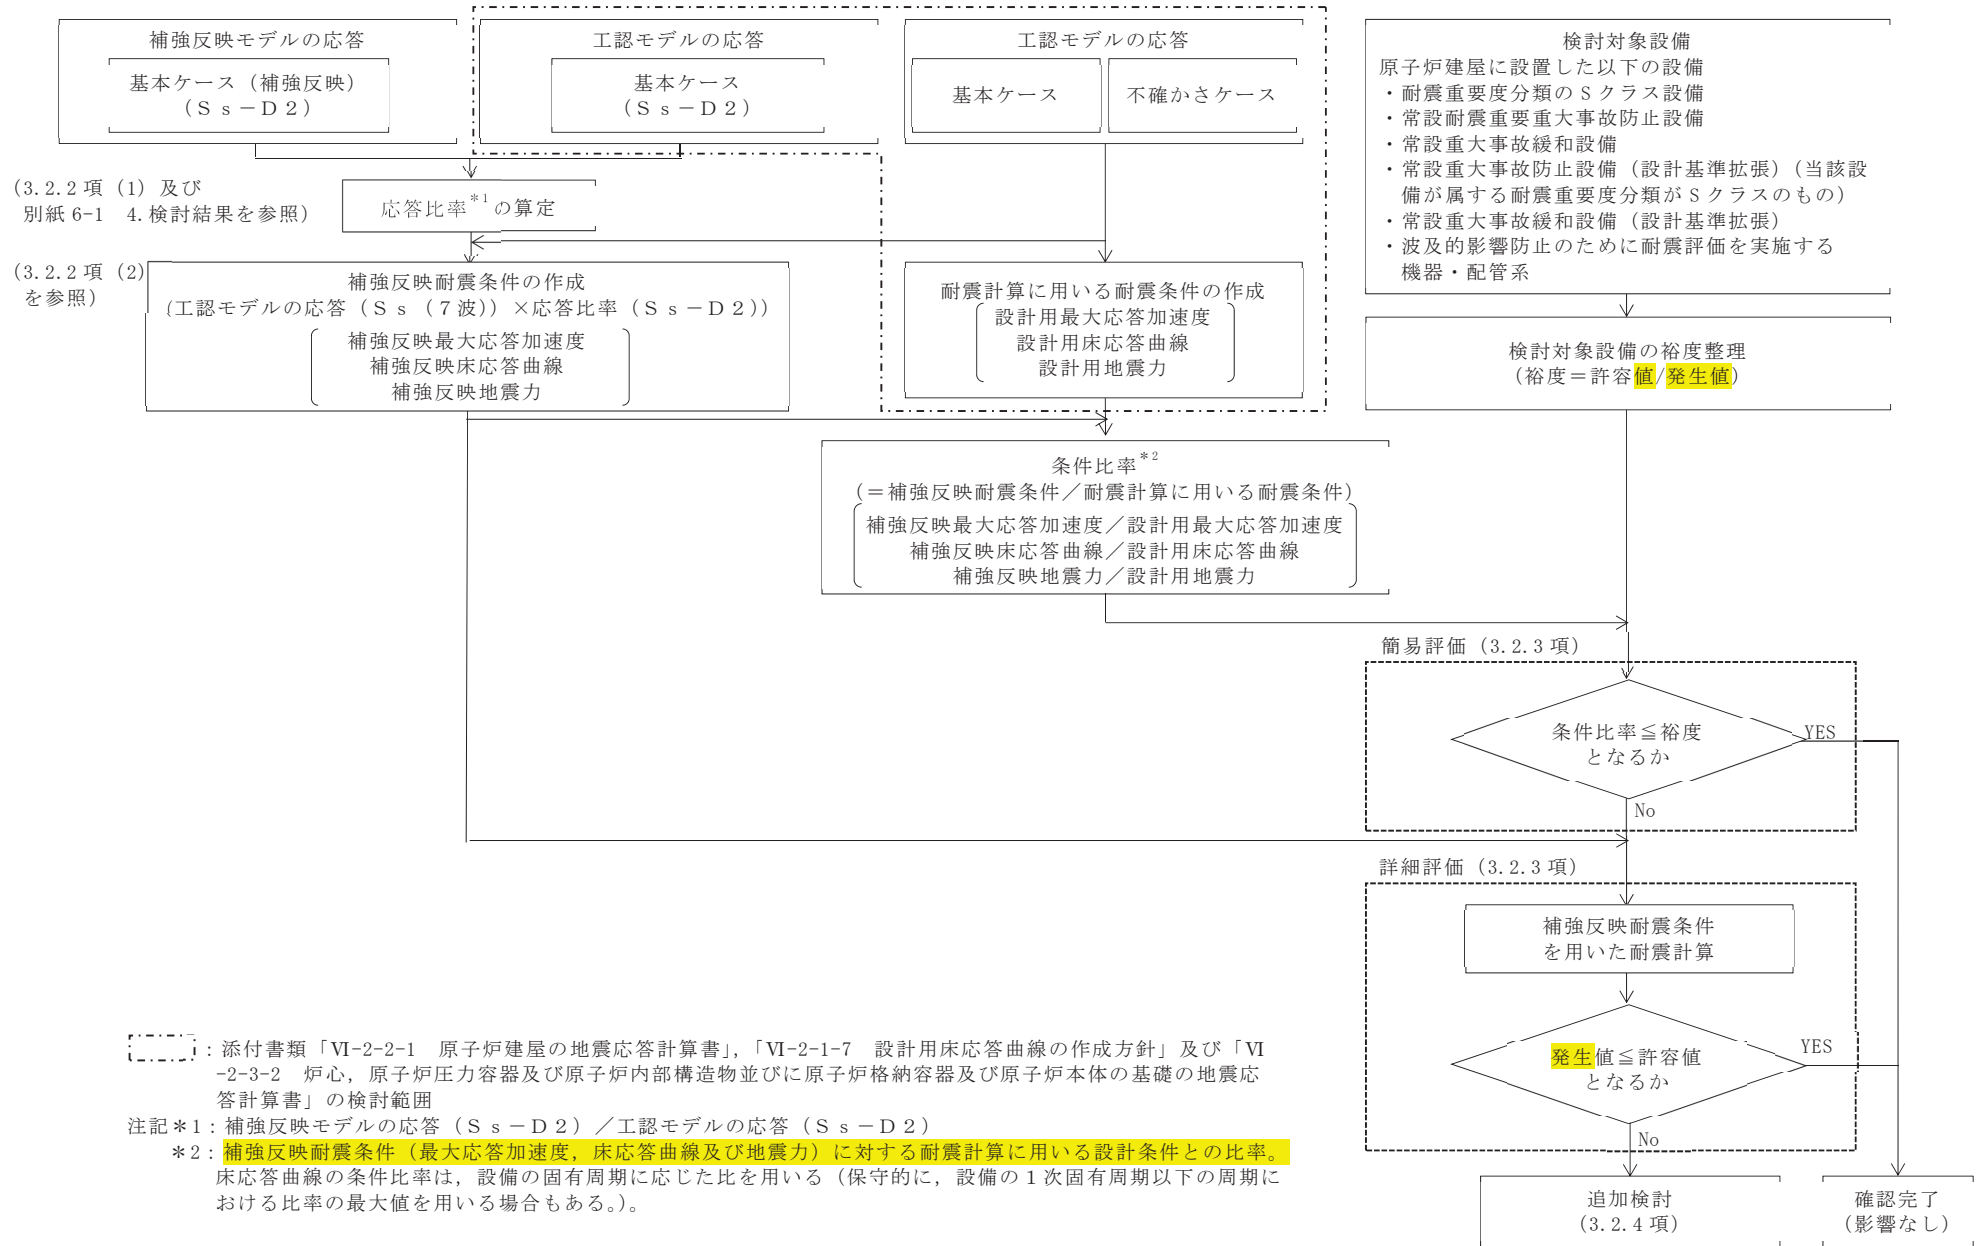 補強反映モデルの応答
基本ケース（補強反映）
（Ｓｓ－Ｄ２）
工認モデルの応答
基本ケース
（Ｓｓ－Ｄ２）
工認モデルの応答
基本ケース
不確かさケース
検討対象設備
原子炉建屋に設置した以下の設備
・耐震重要度分類のＳクラス設備
・常設耐震重要重大事故防止設備
・常設重大事故緩和設備
・常設重大事故防止設備（設計基準拡張）（当該設
備が属する耐震重要度分類がＳクラスのもの）
・常設重大事故緩和設備（設計基準拡張）
・波及的影響防止のために耐震評価を実施する
機器・配管系
(3.2.2 項（1）及び
別紙 6-1　4.検討結果を参照）
応答比率*1の算定
(3.2.2 項（2）
を参照）
補強反映耐震条件の作成
(工認モデルの応答（Ｓｓ（７波））×応答比率（Ｓｓ－Ｄ２））
補強反映最大応答加速度
補強反映床応答曲線
補強反映地震力
耐震計算に用いる耐震条件の作成
設計用最大応答加速度
設計用床応答曲線
設計用地震力
検討対象設備の裕度整理
（裕度＝許容値/発生値）
条件比率*2
（＝補強反映耐震条件／耐震計算に用いる耐震条件）
補強反映最大応答加速度／設計用最大応答加速度
補強反映床応答曲線／設計用床応答曲線
補強反映地震力／設計用地震力
簡易評価（3.2.3 項）
条件比率≦裕度
となるか
YES
No
詳細評価（3.2.3 項）
補強反映耐震条件
を用いた耐震計算
発生値≦許容値
となるか
YES
No
追加検討
（3.2.4 項）
確認完了
（影響なし）
：添付書類「Ⅵ-2-2-1　原子炉建屋の地震応答計算書」，「Ⅵ-2-1-7　設計用床応答曲線の作成方針」及び「Ⅵ
-2-3-2　炉心，原子炉圧力容器及び原子炉内部構造物並びに原子炉格納容器及び原子炉本体の基礎の地震応
答計算書」の検討範囲
注記＊1：補強反映モデルの応答（Ｓｓ－Ｄ２）／工認モデルの応答（Ｓｓ－Ｄ２）
＊2：補強反映耐震条件（最大応答加速度，床応答曲線及び地震力）に対する耐震計算に用いる設計条件との比率。
床応答曲線の条件比率は，設備の固有周期に応じた比を用いる（保守的に，設備の１次固有周期以下の周期に
おける比率の最大値を用いる場合もある。）。